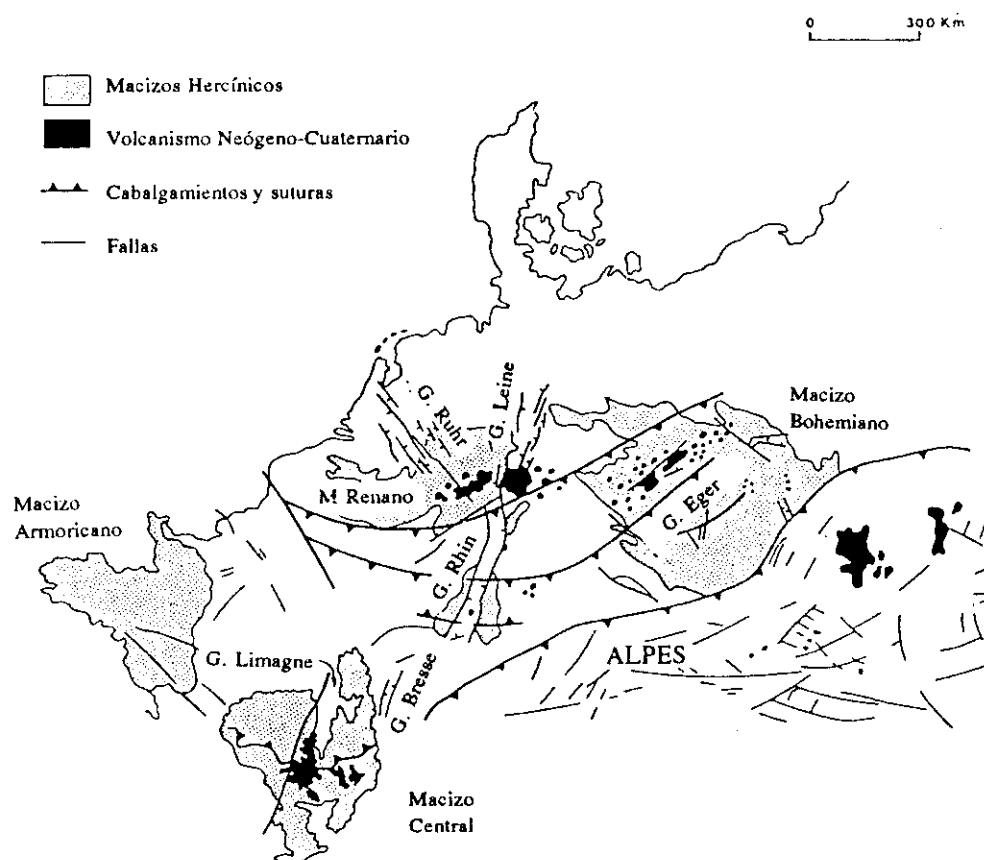 0 300 Km
Macizos Hercínicos
Volcanismo Neógeno-Cuaternario
Cabalgamientos y suturas
Fallas
G. Ruhr
G. Leine
Macizo
Bohemiano
M Renano
Macizo
Armoricano
G. Eger
G. Rhin
G. Limagne
G. Bresse
ALPES
Macizo
Central